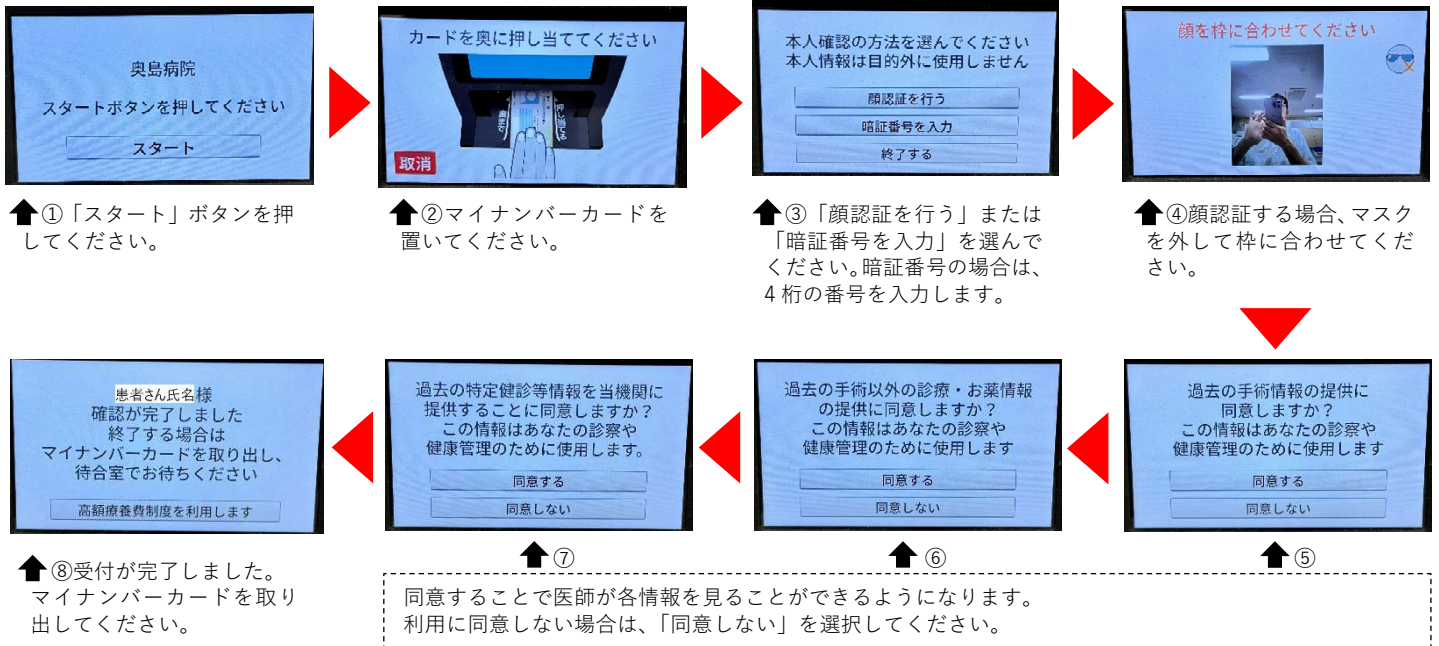 奥島病院
スタートボタンを押してください
スタート
①「スタート」ボタンを押
してください。
カードを奥に押し当ててください
取消
②マイナンバーカードを
置いてください。
本人確認の方法を選んでください
本人情報は目的外に使用しません
顔認証を行う
暗証番号を入力
終了する
③「顔認証を行う」または
「暗証番号を入力」を選んで
ください。暗証番号の場合は、
4桁の番号を入力します。
顔を枠に合わせてください
④顔認証する場合、マスク
を外して枠に合わせてくだ
さい。
過去の手術情報の提供に
同意しますか？
この情報はあなたの診察や
健康管理のために使用します
同意する
同意しない
⑤
過去の手術以外の診療・お薬情報
の提供に同意しますか？
この情報はあなたの診察や
健康管理のために使用します
同意する
同意しない
⑥
過去の特定健診等情報を当機関に
提供することに同意しますか？
この情報はあなたの診察や
健康管理のために使用します。
同意する
同意しない
⑦
患者さん氏名様
確認が完了しました
終了する場合は
マイナンバーカードを取り出し、
待合室でお待ちください
高額療養費制度を利用します
⑧受付が完了しました。
マイナンバーカードを取り
出してください。
同意することで医師が各情報を見ることができるようになります。
利用に同意しない場合は、「同意しない」を選択してください。